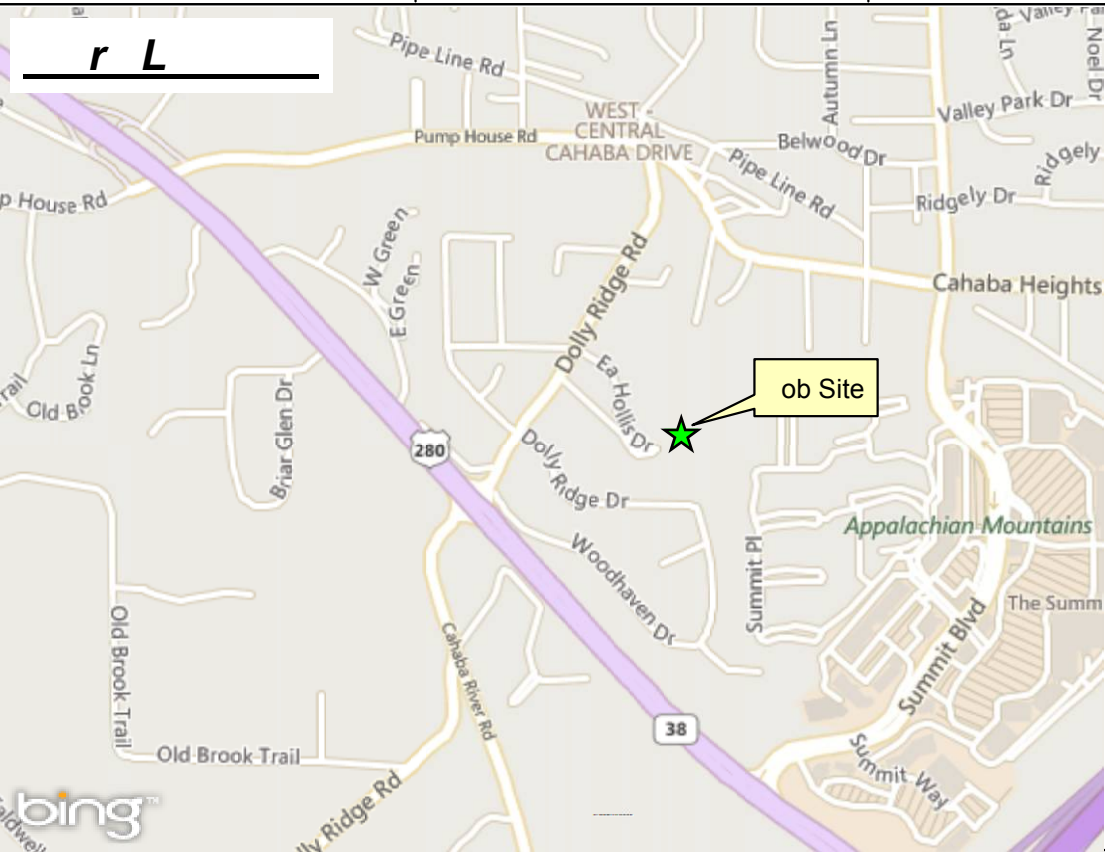 r L
Pipe Line Rd
Autumn Ln
Noel Dr
Valley Park Dr
WEST -
CENTRAL
CAHABA DRIVE
Pump House Rd
Belwood Dr
Pipe Line Rd
Ridgely
Ridgely Dr
p House Rd
W Green
E Green
Dolly Ridge Rd
Cahaba Heights
Old Brook Ln
Briar Glen Dr
Ea Hollis Dr
ob Site
280
Dolly Ridge Dr
Appalachian Mountains
Woodhaven Dr
Summit Pl
The Summ
Old Brook Trail
Cahaba River Rd
Summit Blvd
38
Old Brook Trail
Summit Way
bing™
lly Ridge Rd